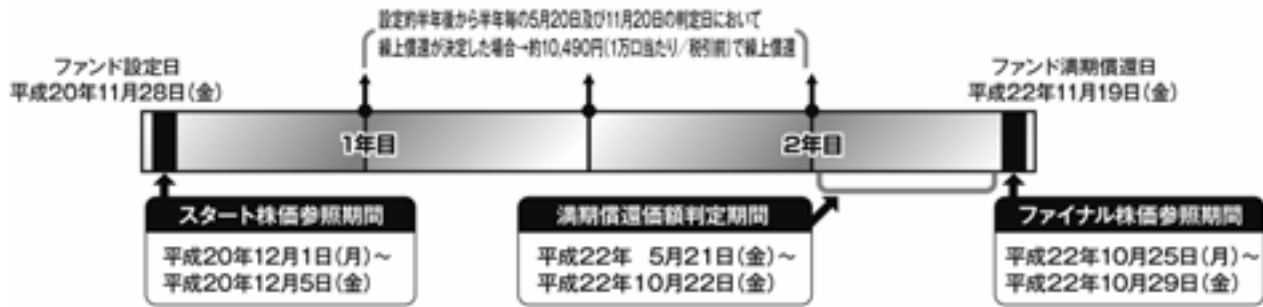 設定約半年後から半年毎の5月20日及び11月20日の判定日において
繰上償還が決定した場合→約10,490円(1万口当たり/税引前)で繰上償還
ファンド設定日
平成20年11月28日(金)
ファンド満期償還日
平成22年11月19日(金)
1年目
2年目
スタート株価参照期間
平成20年12月1日(月)～
平成20年12月5日(金)
満期償還価額判定期間
平成22年 5月21日(金)～
平成22年10月22日(金)
ファイナル株価参照期間
平成22年10月25日(月)～
平成22年10月29日(金)